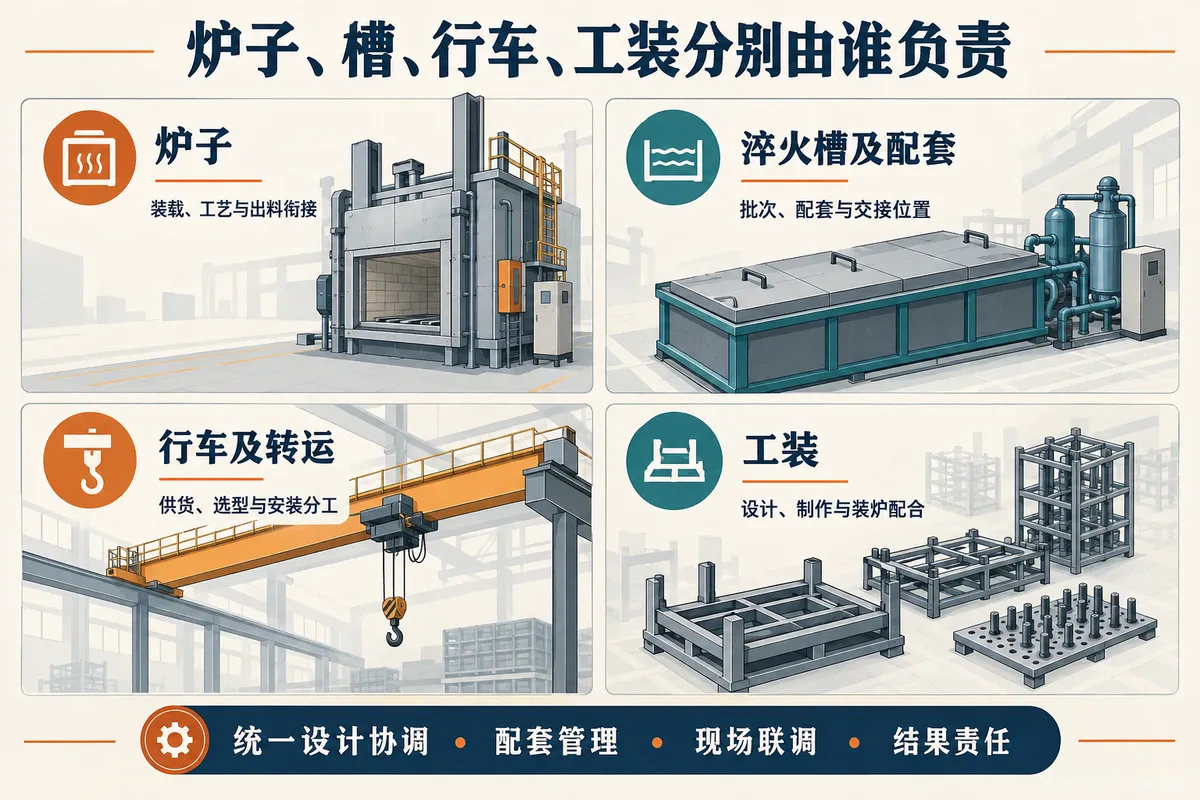 炉子、槽、行车、工装分别由谁负责
炉子
装载、工艺与出料衔接
淬火槽及配套
批次、配套与交接位置
行车及转运
供货、选型与安装分工
工装
设计、制作与装炉配合
统一设计协调 • 配套管理 • 现场联调 • 结果责任